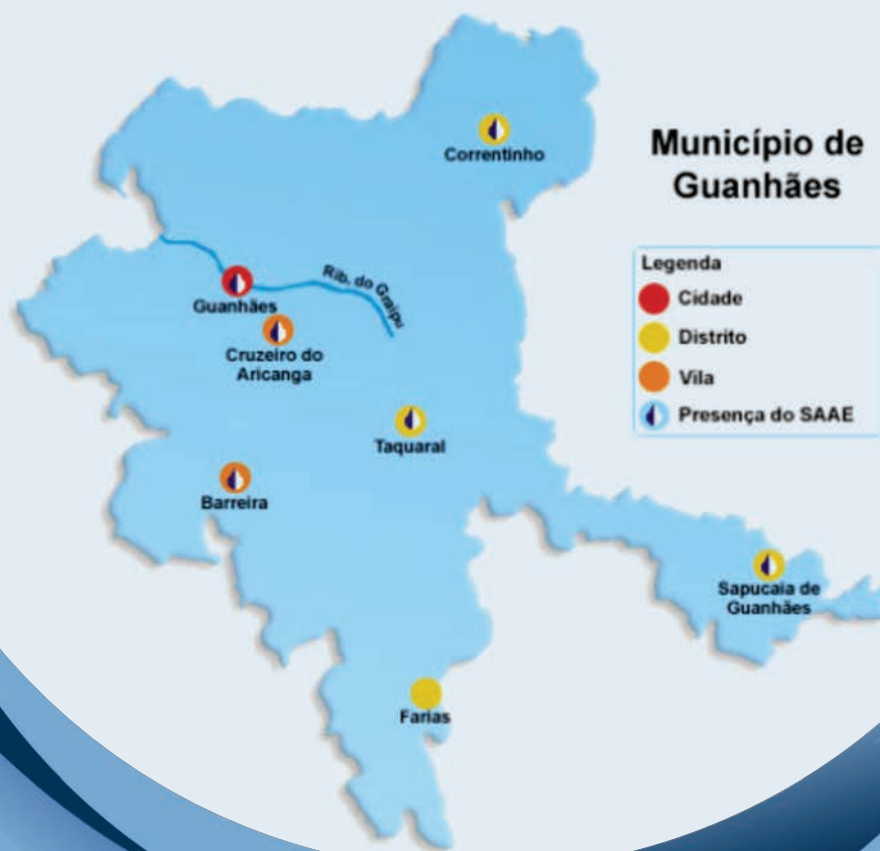 Município de
Guanhães
Legenda
Cidade
Distrito
Vila
Presença do SAAE
Correntinho
Rib. do Graipu
Guanhães
Cruzeiro do
Aricanga
Taquaral
Barreira
Sapucaia de
Guanhães
Farias